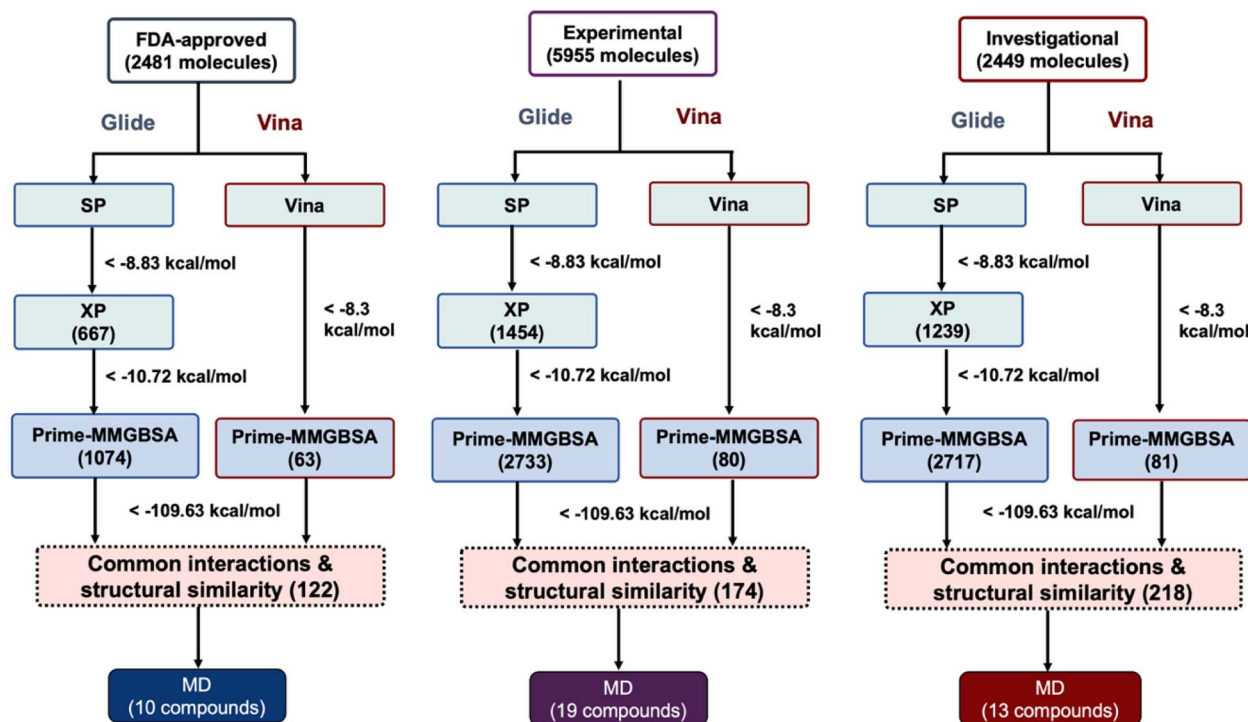 FDA-approved
(2481 molecules)
Glide
Vina
SP
Vina
< -8.83 kcal/mol
XP
(667)
< -8.3
kcal/mol
< -10.72 kcal/mol
Prime-MMGBSA
(1074)
Prime-MMGBSA
(63)
< -109.63 kcal/mol
Common interactions &
structural similarity (122)
MD
(10 compounds)
Experimental
(5955 molecules)
Glide
Vina
SP
Vina
< -8.83 kcal/mol
XP
(1454)
< -8.3
kcal/mol
< -10.72 kcal/mol
Prime-MMGBSA
(2733)
Prime-MMGBSA
(80)
< -109.63 kcal/mol
Common interactions &
structural similarity (174)
MD
(19 compounds)
Investigational
(2449 molecules)
Glide
Vina
SP
Vina
< -8.83 kcal/mol
XP
(1239)
< -8.3
kcal/mol
< -10.72 kcal/mol
Prime-MMGBSA
(2717)
Prime-MMGBSA
(81)
< -109.63 kcal/mol
Common interactions &
structural similarity (218)
MD
(13 compounds)